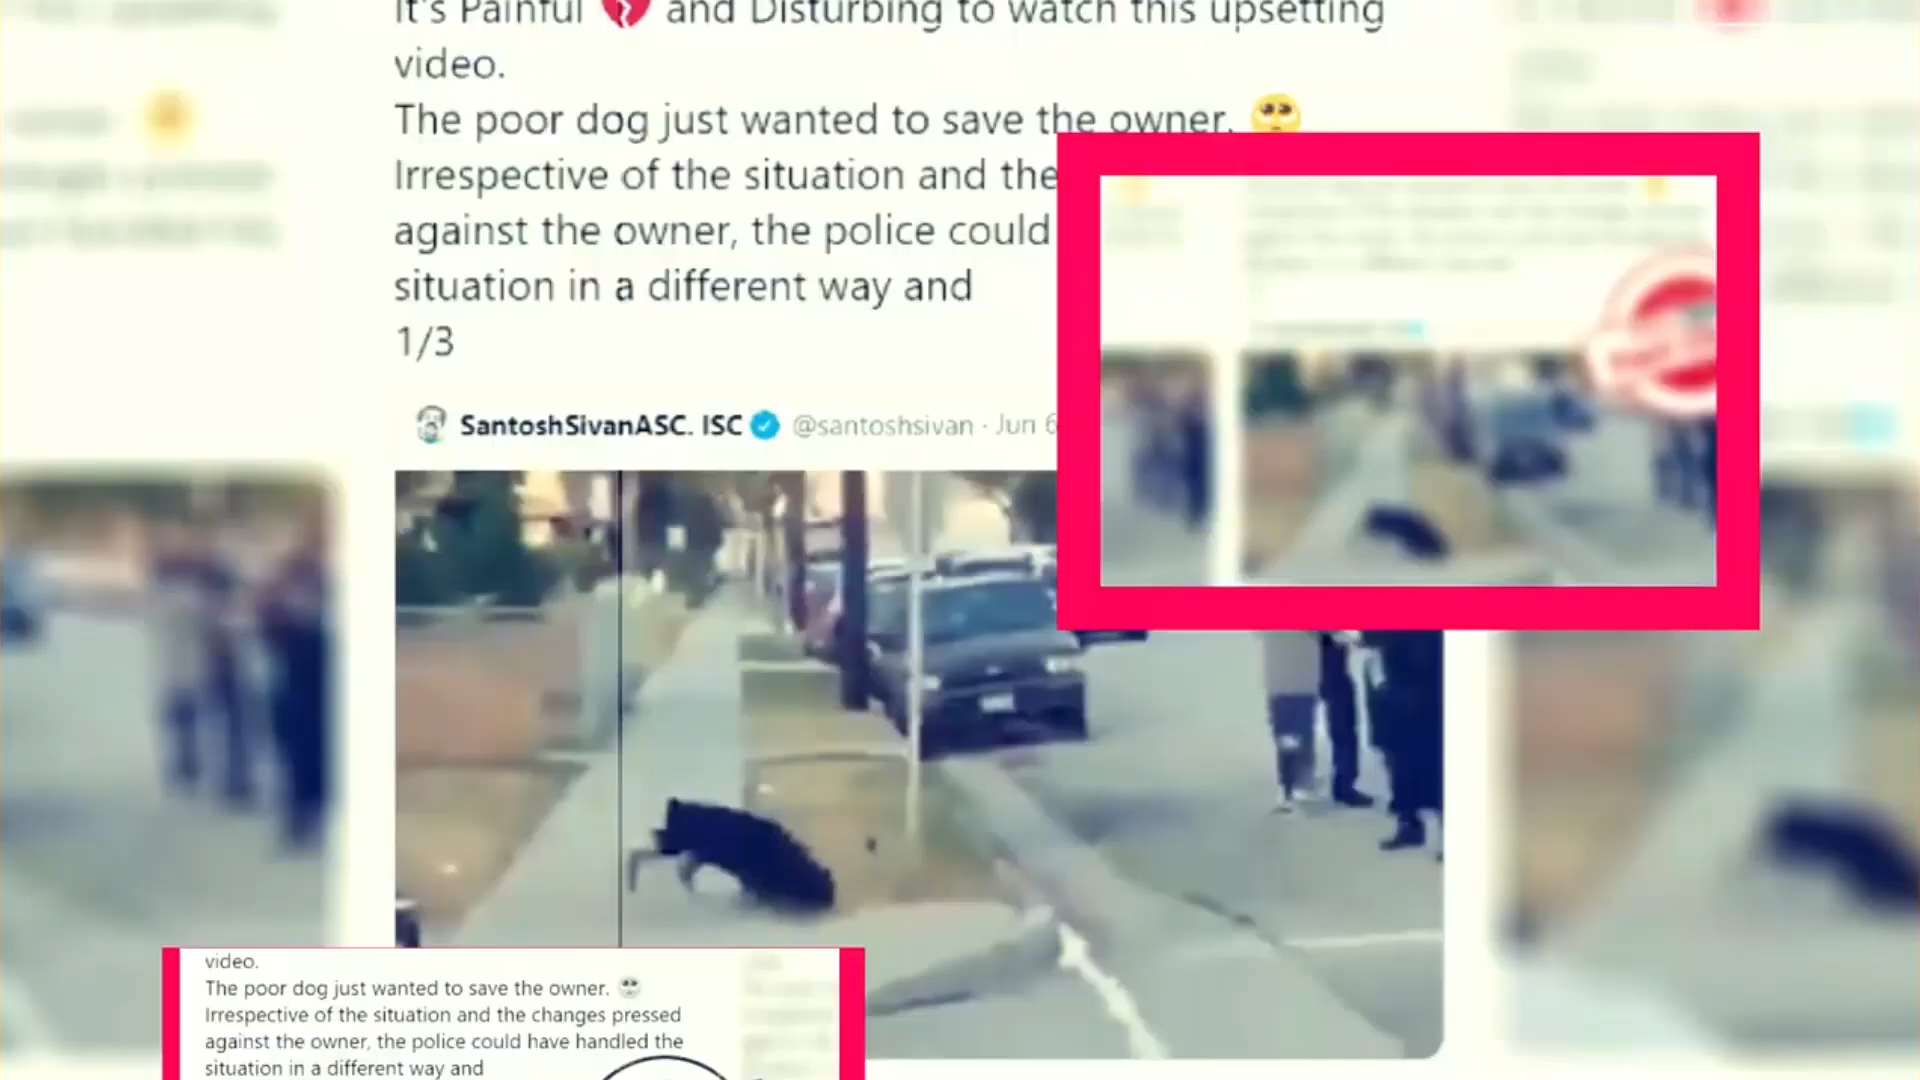 It's Painful 💔 and Disturbing to watch this upsetting
video.
The poor dog just wanted to save the owner. 🥺
Irrespective of the situation and the
against the owner, the police could
situation in a different way and
1/3
SantoshSivanASC. ISC @santoshsivan · Jun 6
video.
The poor dog just wanted to save the owner. 🥺
Irrespective of the situation and the changes pressed
against the owner, the police could have handled the
situation in a different way and